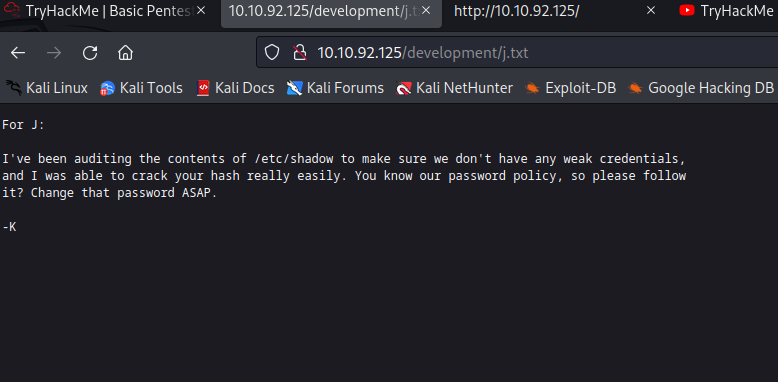 TryHackMe | Basic Pentes
10.10.92.125/development/j.t
http://10.10.92.125/
TryHackMe
10.10.92.125/development/j.txt
Kali Linux Kali Tools Kali Docs Kali Forums Kali NetHunter Exploit-DB Google Hacking DB
For J:
I've been auditing the contents of /etc/shadow to make sure we don't have any weak credentials,
and I was able to crack your hash really easily. You know our password policy, so please follow
it? Change that password ASAP.
-K